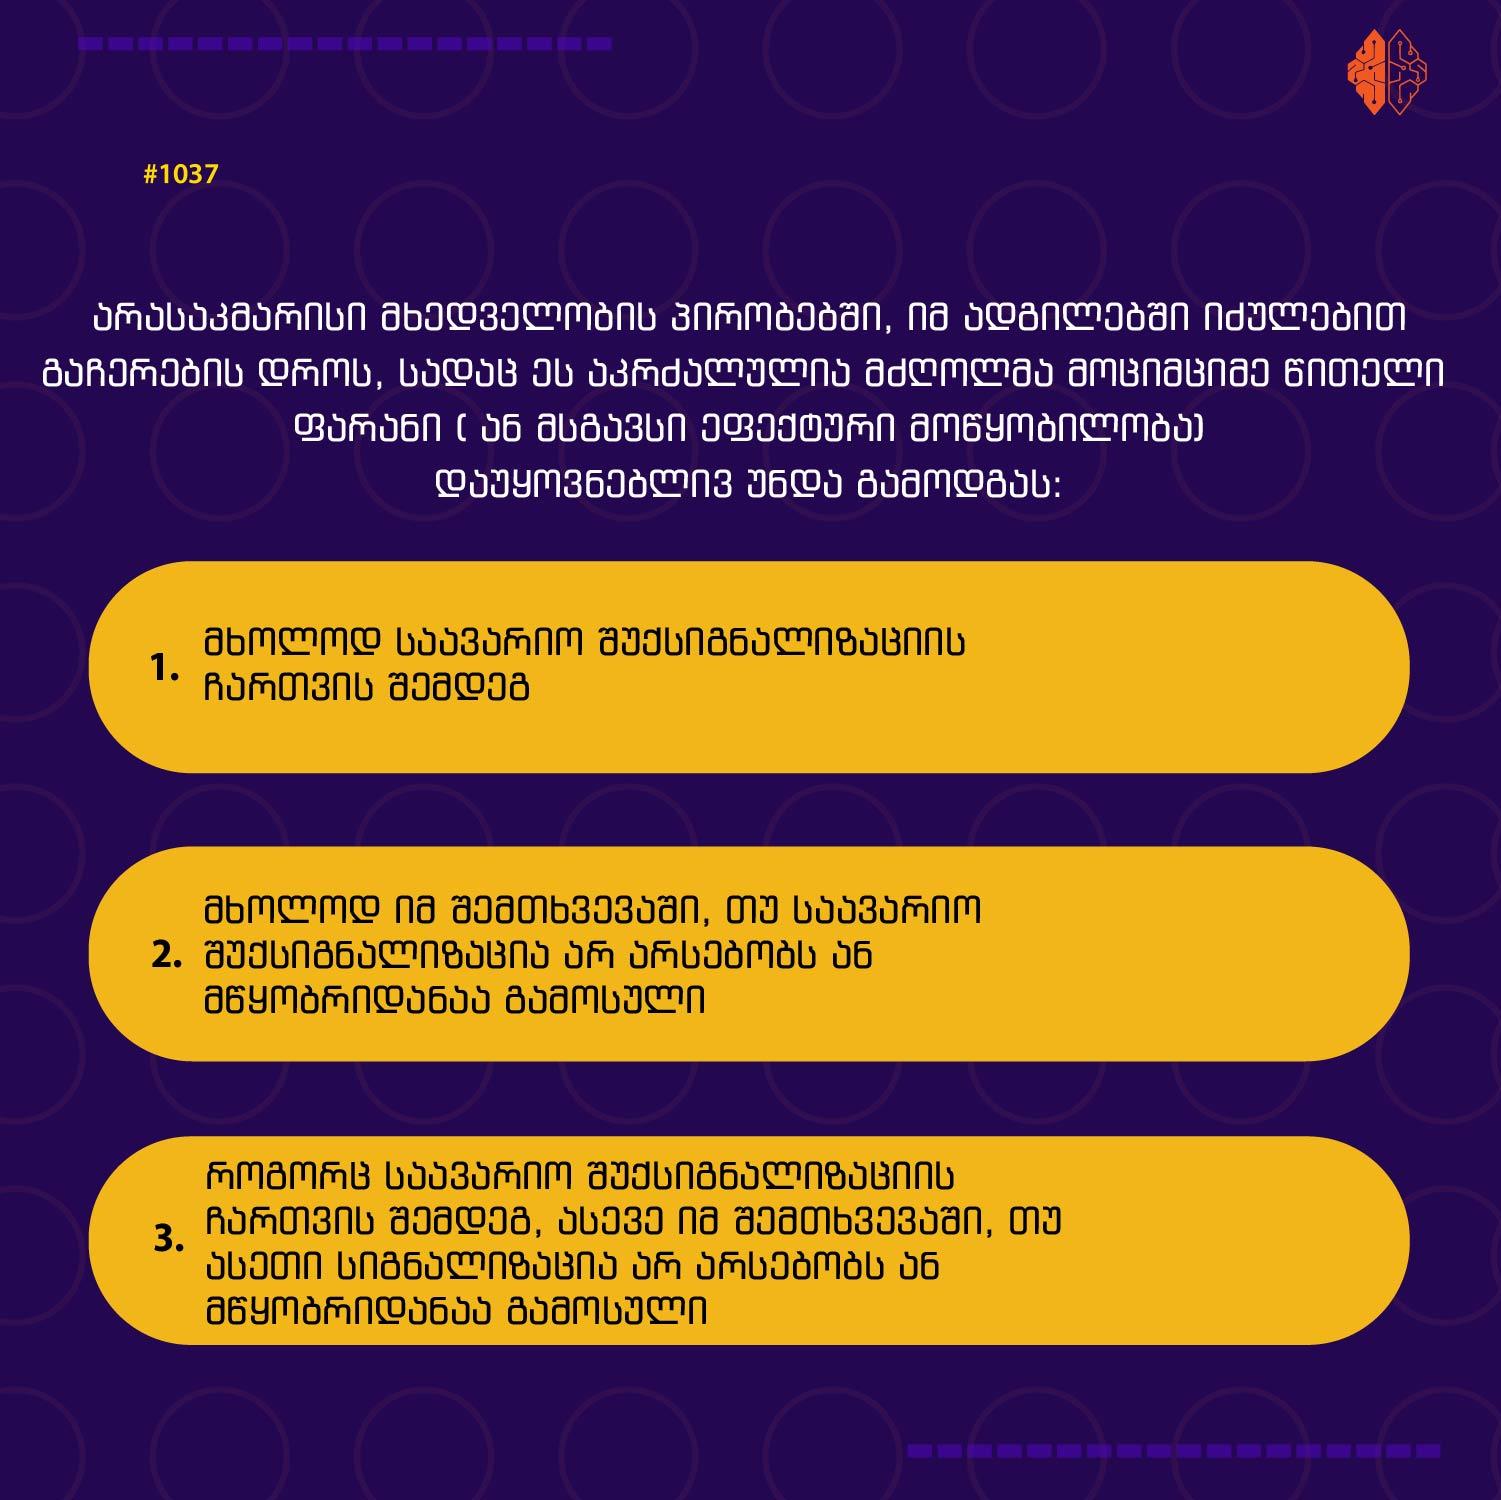 #1037
არასაკმარისი მხედველობის პირობებში, იმ ადგილებში იძულებით
გაჩერების დროს, სადაც ეს აკრძალულია მძღოლმა მოციმციმე წითელი
ფარანი ( ან მსგავსი ეფექტური მოწყობილობა)
დაუყოვნებლივ უნდა გამოდგას:
1. მხოლოდ საავარიო შუქსიგნალიზაციის
ჩართვის შემდეგ
მხოლოდ იმ შემთხვევაში, თუ საავარიო
2. შუქსიგნალიზაცია არ არსებობს ან
მწყობრიდანაა გამოსული
როგორც საავარიო შუქსიგნალიზაციის
3. ჩართვის შემდეგ, ასევე იმ შემთხვევაში, თუ
ასეთი სიგნალიზაცია არ არსებობს ან
მწყობრიდანაა გამოსული